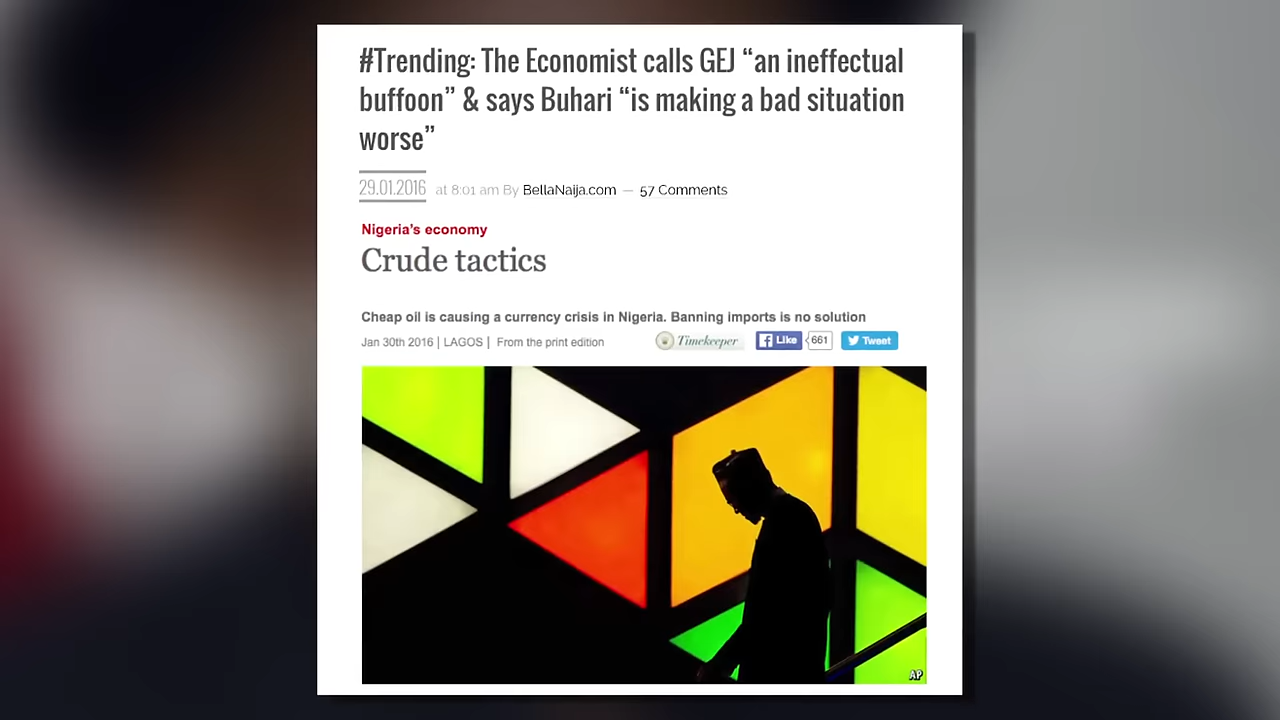 #Trending: The Economist calls GEJ “an ineffectual
buffoon” & says Buhari “is making a bad situation
worse”
29.01.2016 at 8:01 am By BellaNaija.com — 57 Comments
Nigeria's economy
Crude tactics
Cheap oil is causing a currency crisis in Nigeria. Banning imports is no solution
Jan 30th 2016 | LAGOS | From the print edition Timekeeper Like 661 Tweet
AP